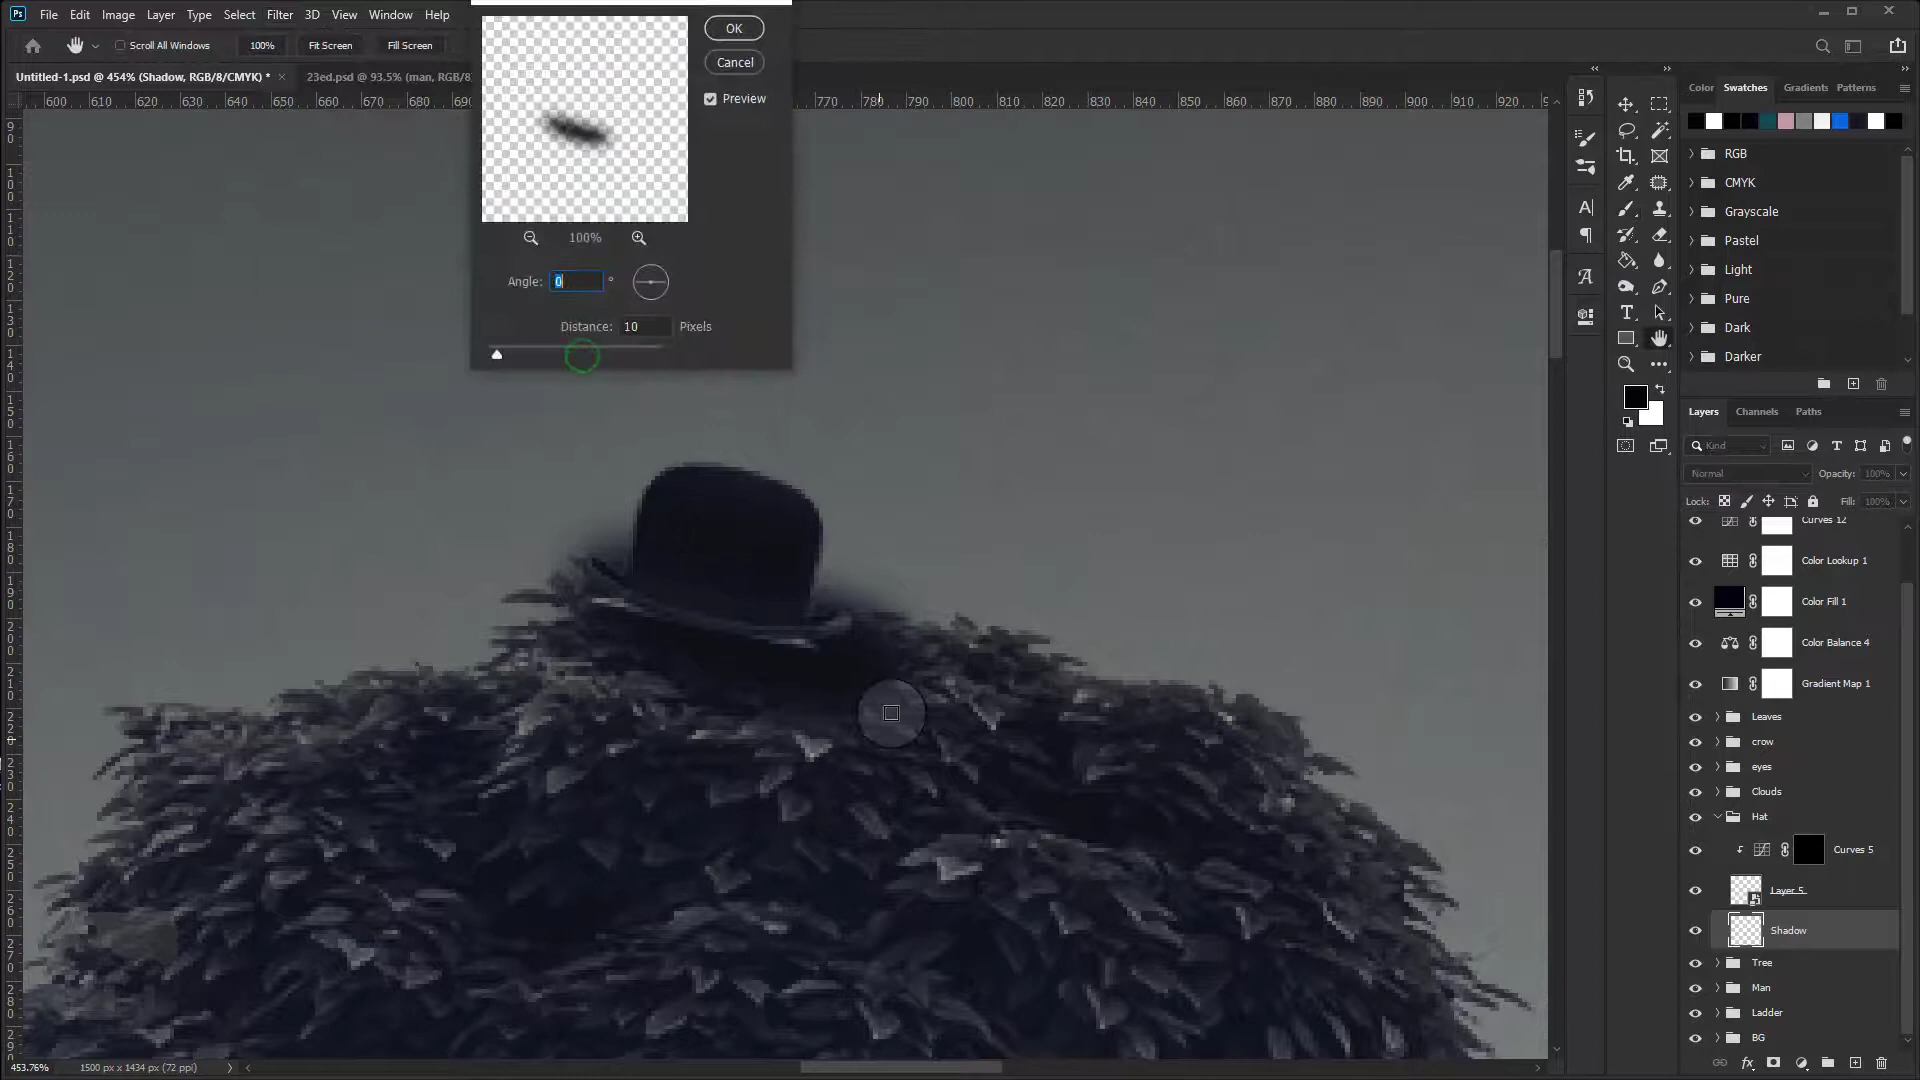 Ps File Edit Image Layer Type Select Filter 3D View Window Help
Scroll All Windows 100% Fit Screen Fill Screen
Untitled-1.psd @ 454% (Shadow, RGB/8/CMYK) * 23ed.psd @ 93.5% (man, RGB/8
600 610 620 630 640 650 660 670 680 690 770 780 790 800 810 820 830 840 850 860 870 880 890 900 910 920
OK
Cancel
Preview
100%
Angle: 0 °
Distance: 10 Pixels
Color Swatches Gradients Patterns
RGB
CMYK
Grayscale
Pastel
Light
Pure
Dark
Darker
Layers Channels Paths
Kind
Normal Opacity: 100%
Lock: Fill: 100%
Curves 12
Color Lookup 1
Color Fill 1
Color Balance 4
Gradient Map 1
Leaves
crow
eyes
Clouds
Hat
Curves 5
Layer 5
Shadow
Tree
Man
Ladder
BG
453.76% 1500 px x 1434 px (72 ppi)